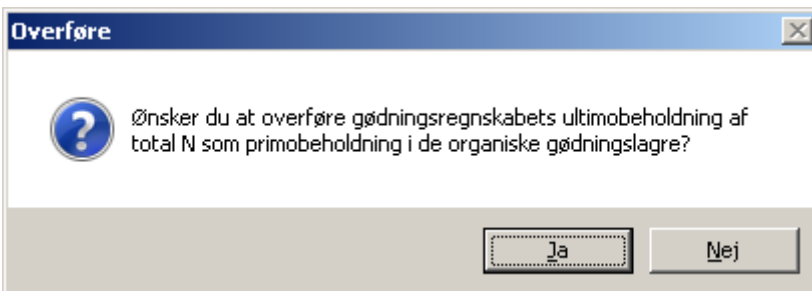 Overføre
Ønsker du at overføre gødningsregnskabets ultimobeholdning af
total N som primobeholdning i de organiske gødningslagre?
Ja
Nej